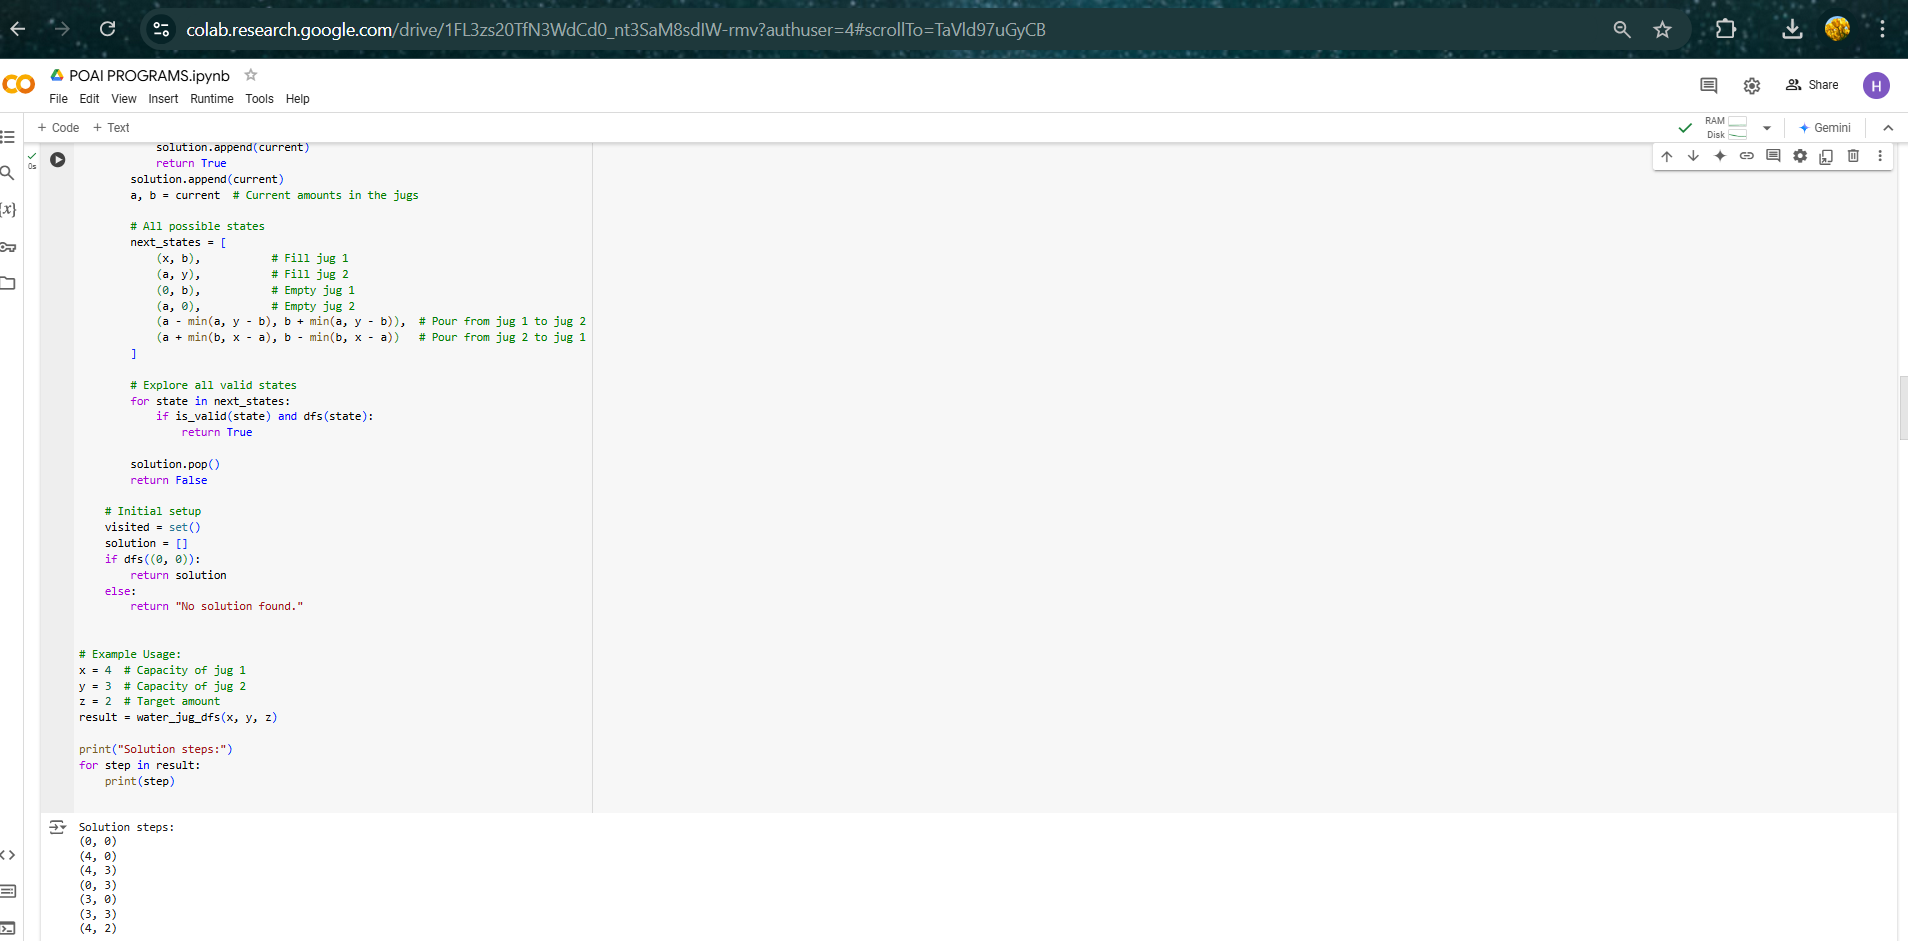 colab.research.google.com/drive/1FL3zs20TfN3WdCd0_nt3SaM8sdIW-rmv?authuser=4#scrollTo=TaVld97uGyCB
CO
POAI PROGRAMS.ipynb
File Edit View Insert Runtime Tools Help
Share
H
+ Code + Text
RAM
Disk
Gemini
0s
{x}
solution.append(current)
return True
solution.append(current)
a, b = current  # Current amounts in the jugs
# All possible states
next_states = [
(x, b),           # Fill jug 1
(a, y),           # Fill jug 2
(0, b),           # Empty jug 1
(a, 0),           # Empty jug 2
(a - min(a, y - b), b + min(a, y - b)),  # Pour from jug 1 to jug 2
(a + min(b, x - a), b - min(b, x - a))   # Pour from jug 2 to jug 1
]
# Explore all valid states
for state in next_states:
if is_valid(state) and dfs(state):
return True
solution.pop()
return False
# Initial setup
visited = set()
solution = []
if dfs((0, 0)):
return solution
else:
return "No solution found."
# Example Usage:
x = 4  # Capacity of jug 1
y = 3  # Capacity of jug 2
z = 2  # Target amount
result = water_jug_dfs(x, y, z)
print("Solution steps:")
for step in result:
print(step)
Solution steps:
(0, 0)
(4, 0)
(4, 3)
(0, 3)
(3, 0)
(3, 3)
(4, 2)